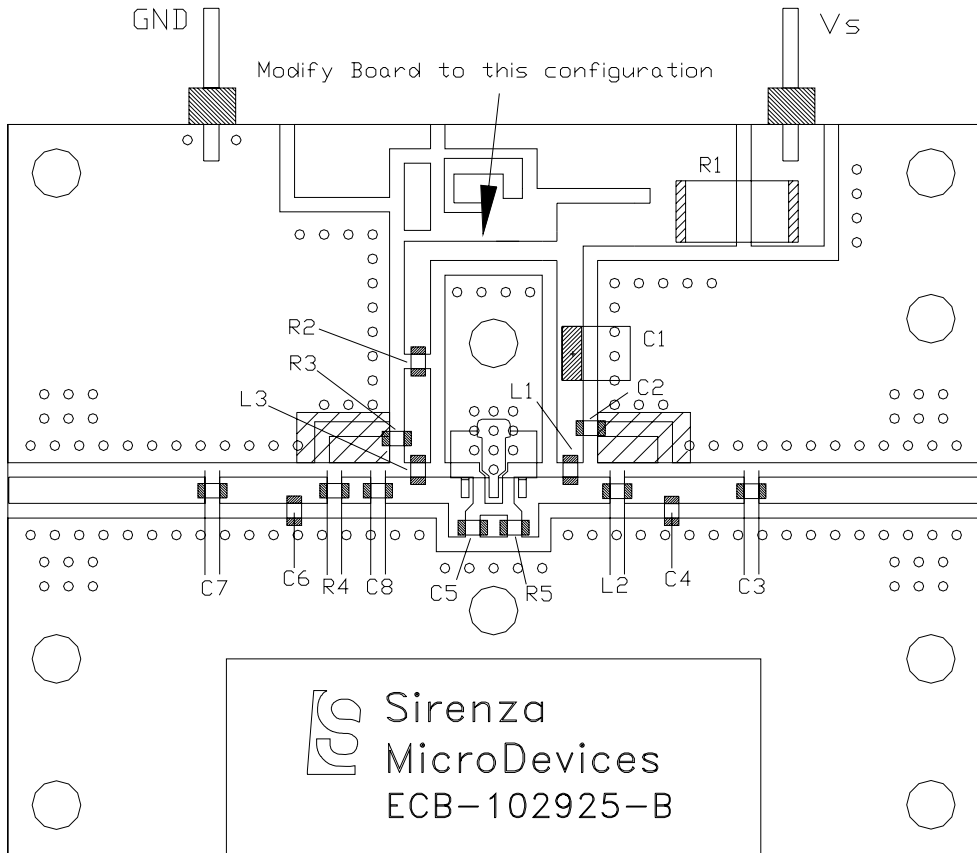 GND
Vs
Modify Board to this configuration
R1
R2
C1
R3
L1
C2
L3
C7
C6
R4
C8
C5
R5
L2
C4
C3
Sirenza
MicroDevices
ECB-102925-B